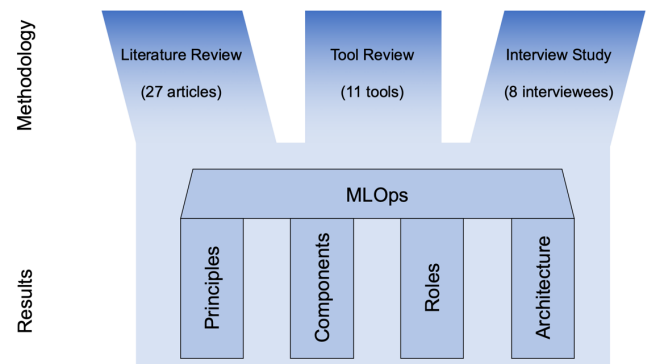 Methodology
Literature Review
(27 articles)
Tool Review
(11 tools)
Interview Study
(8 interviewees)
Results
MLOps
Principles
Components
Roles
Architecture